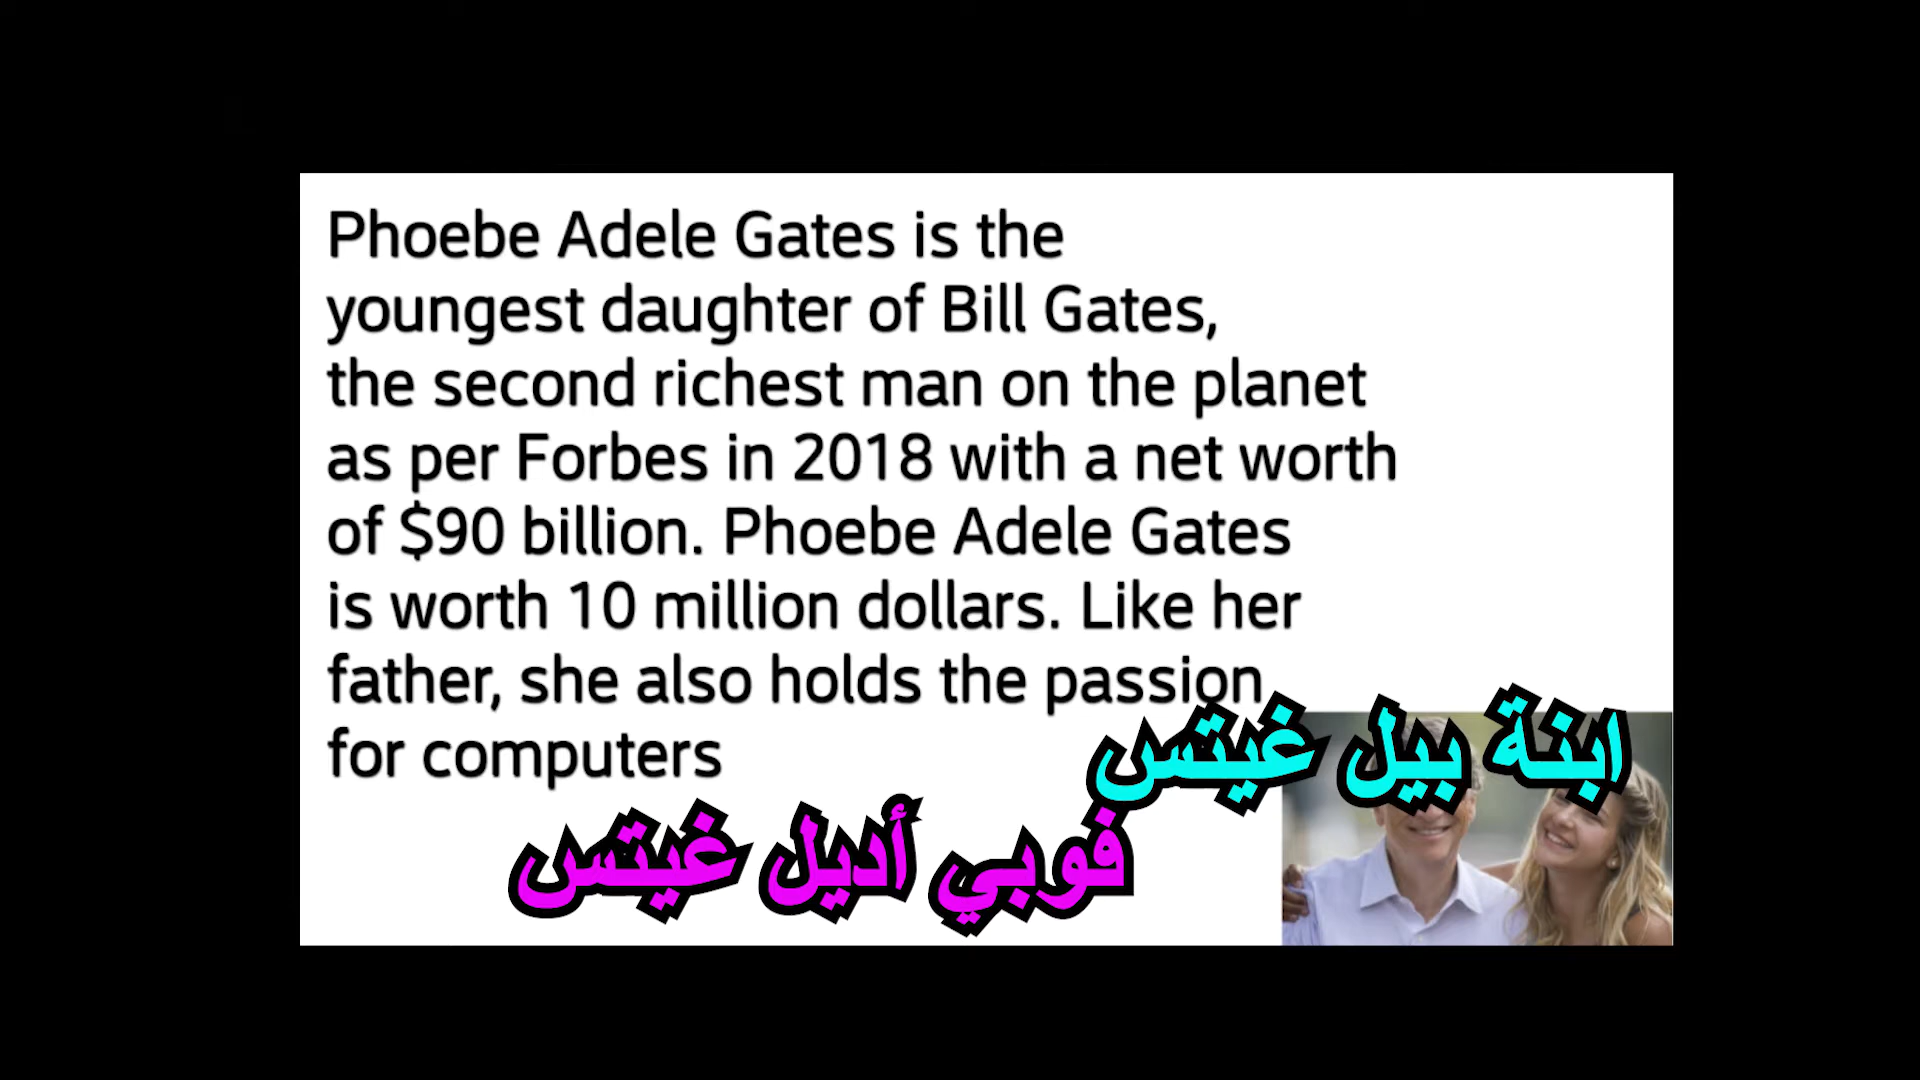 Phoebe Adele Gates is the
youngest daughter of Bill Gates,
the second richest man on the planet
as per Forbes in 2018 with a net worth
of $90 billion. Phoebe Adele Gates
is worth 10 million dollars. Like her
father, she also holds the passion
for computers
ابنة بيل غيتس
فوبي أديل غيتس